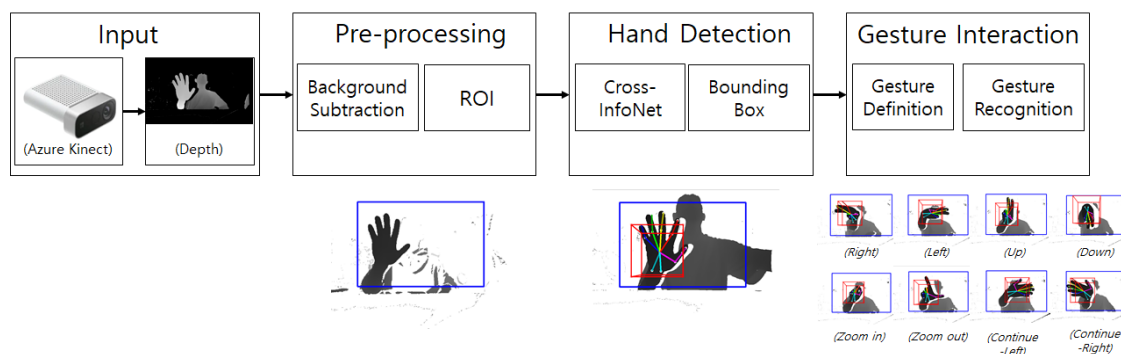 Input
(Azure Kinect)
(Depth)
Pre-processing
Background
Subtraction
ROI
Hand Detection
Cross-
InfoNet
Bounding
Box
Gesture Interaction
Gesture
Definition
Gesture
Recognition
(Right)
(Left)
(Up)
(Down)
(Zoom in)
(Zoom out)
(Continue
-Left)
(Continue
-Right)